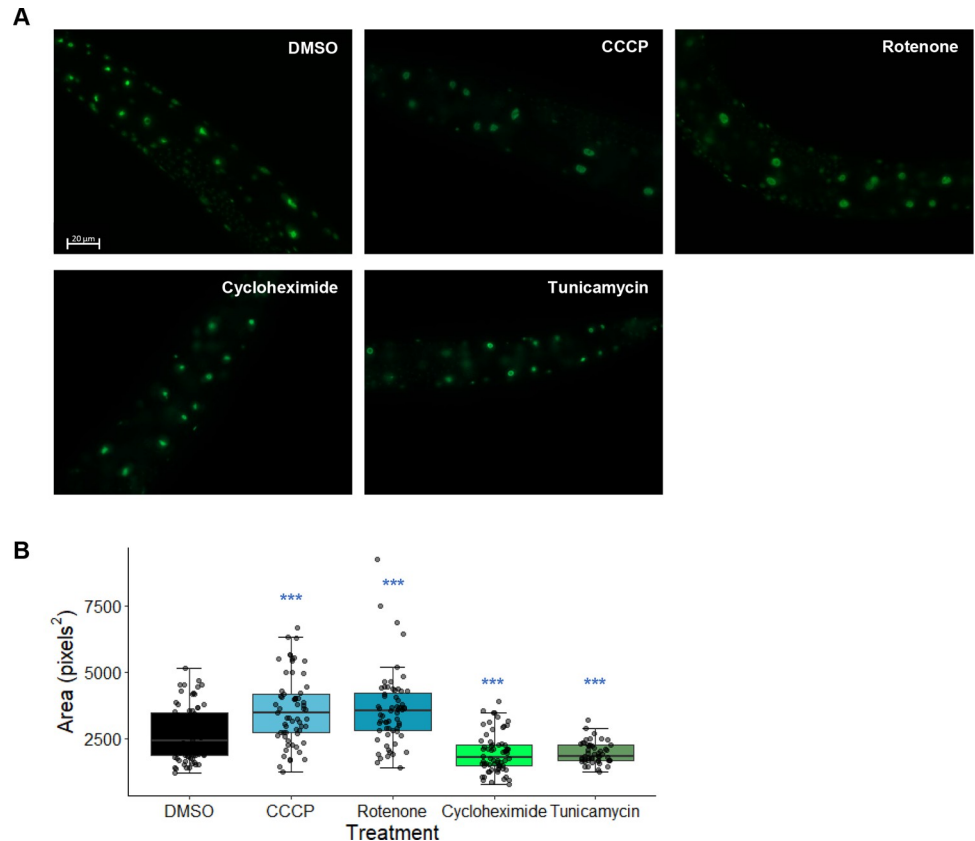 A
DMSO
CCCP
Rotenone
20 µm
Cycloheximide
Tunicamycin
B
Area (pixels²)
7500
5000
2500
***
***
***
***
DMSO
CCCP
Rotenone
Cycloheximide
Tunicamycin
Treatment